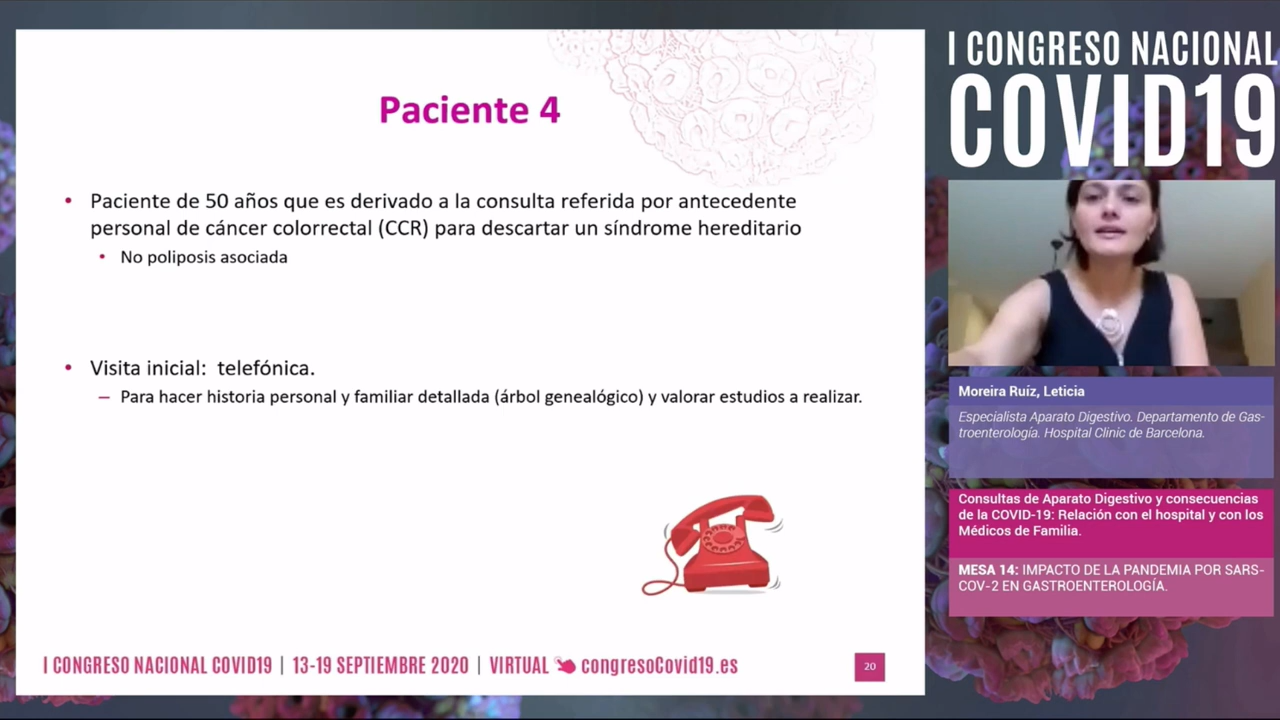 Paciente 4
• Paciente de 50 años que es derivado a la consulta referida por antecedente
personal de cáncer colorrectal (CCR) para descartar un síndrome hereditario
• No poliposis asociada
• Visita inicial: telefónica.
– Para hacer historia personal y familiar detallada (árbol genealógico) y valorar estudios a realizar.
I CONGRESO NACIONAL COVID19 | 13-19 SEPTIEMBRE 2020 | VIRTUAL congresoCovid19.es
20
I CONGRESO NACIONAL
COVID19
Moreira Ruíz, Leticia
Especialista Aparato Digestivo. Departamento de Gas-
troenterología. Hospital Clinic de Barcelona.
Consultas de Aparato Digestivo y consecuencias
de la COVID-19: Relación con el hospital y con los
Médicos de Familia.
MESA 14: IMPACTO DE LA PANDEMIA POR SARS-
COV-2 EN GASTROENTEROLOGÍA.